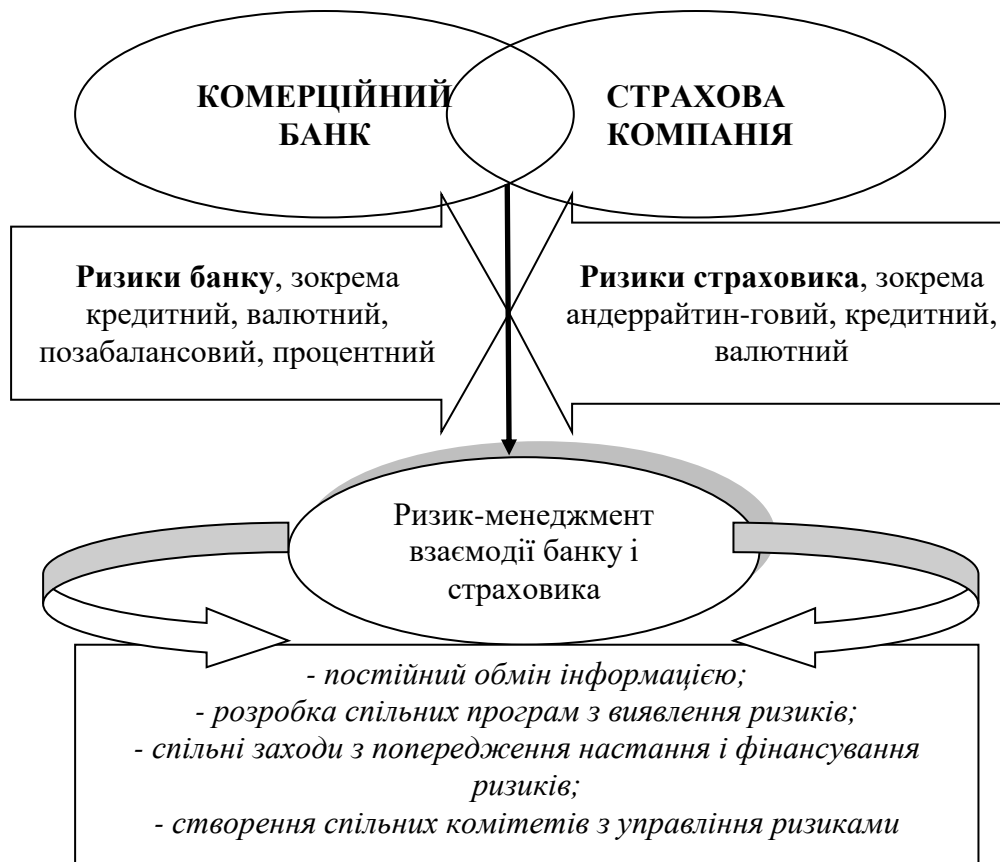 КОМЕРЦІЙНИЙ
БАНК
СТРАХОВА
КОМПАНІЯ
Ризики банку, зокрема
кредитний, валютний,
позабалансовий, процентний
Ризики страховика, зокрема
андеррайтин-говий, кредитний,
валютний
Ризик-менеджмент
взаємодії банку і
страховика
- постійний обмін інформацією;
- розробка спільних програм з виявлення ризиків;
- спільні заходи з попередження настання і фінансування
ризиків;
- створення спільних комітетів з управління ризиками